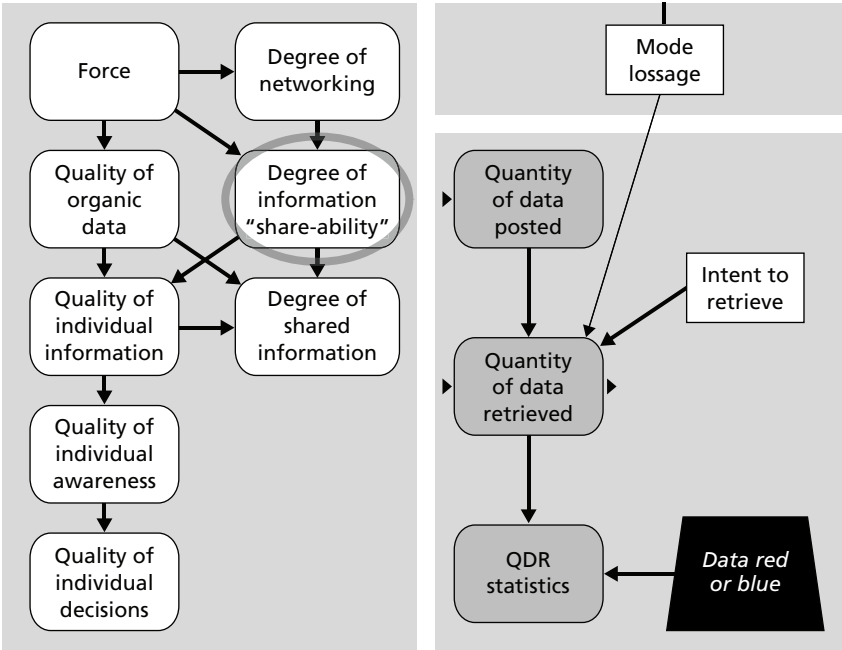 Force
Degree of
networking
Quality of
organic
data
Degree of
information
“share-ability”
Quality of
individual
information
Degree of
shared
information
Quality of
individual
awareness
Quality of
individual
decisions
Mode
lossage
Quantity
of data
posted
Intent to
retrieve
Quantity
of data
retrieved
QDR
statistics
Data red
or blue